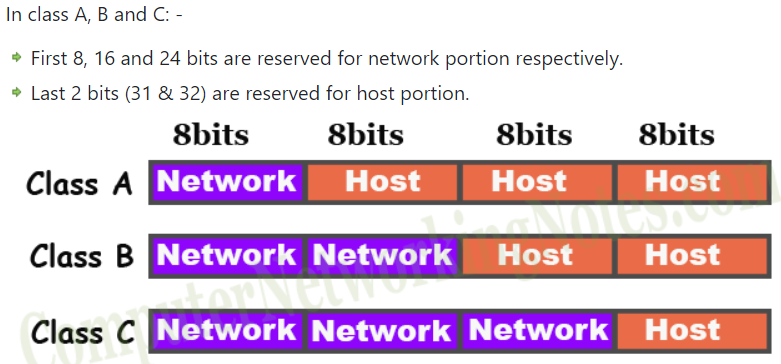 In class A, B and C: -
First 8, 16 and 24 bits are reserved for network portion respectively.
Last 2 bits (31 & 32) are reserved for host portion.
8bits 8bits 8bits 8bits
Class A Network Host Host Host
Class B Network Network Host Host
Class C Network Network Network Host
ComputerNetworkingNotes.com